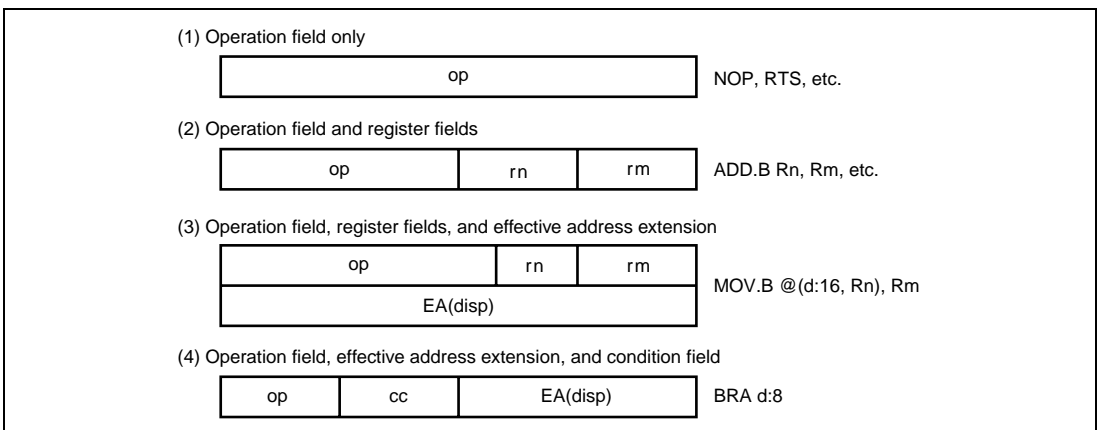 (1) Operation field only
op NOP, RTS, etc.
(2) Operation field and register fields
op rn rm ADD.B Rn, Rm, etc.
(3) Operation field, register fields, and effective address extension
op rn rm
MOV.B @(d:16, Rn), Rm
EA(disp)
(4) Operation field, effective address extension, and condition field
op cc EA(disp) BRA d:8